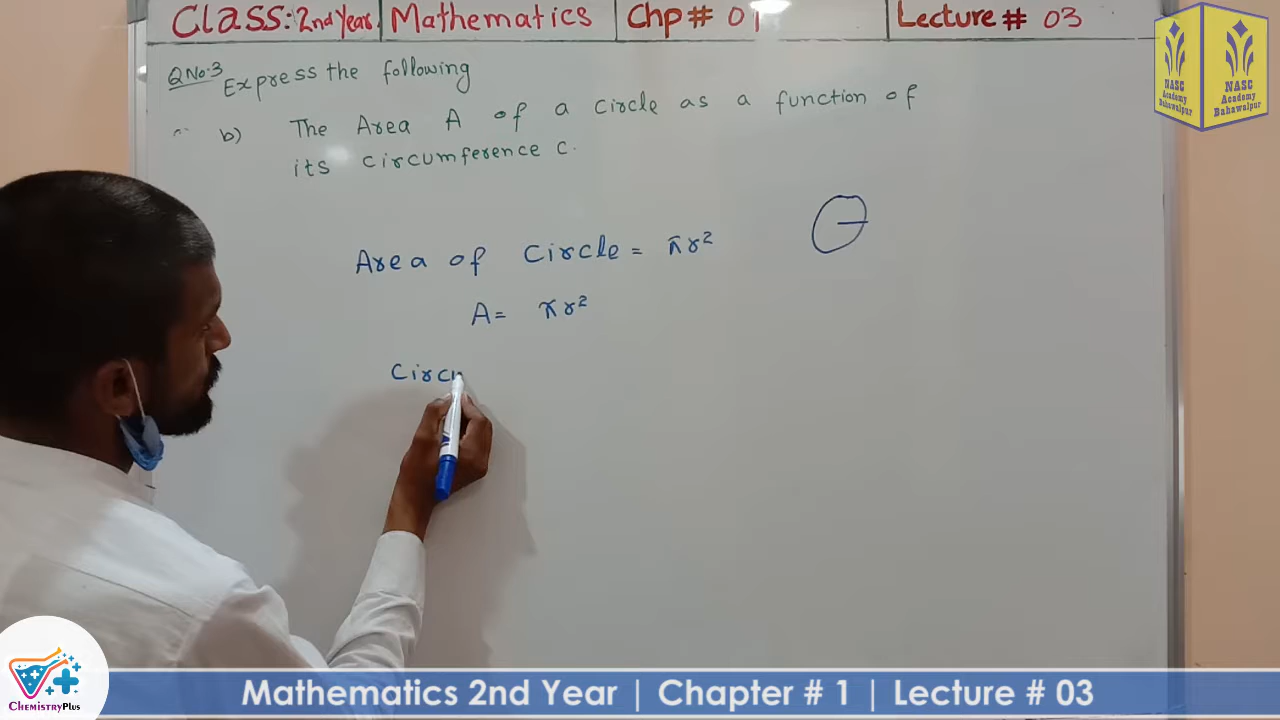 Class: 2nd Year. Mathematics Chp # 01 Lecture # 03
Q No:3 Express the following
b) The Area A of a circle as a function of
its circumference C.
Area of Circle = πr²
A = πr²
Circu
NASC Academy Bahawalpur
NASC Academy Bahawalpur
ChemistryPlus
Mathematics 2nd Year | Chapter # 1 | Lecture # 03